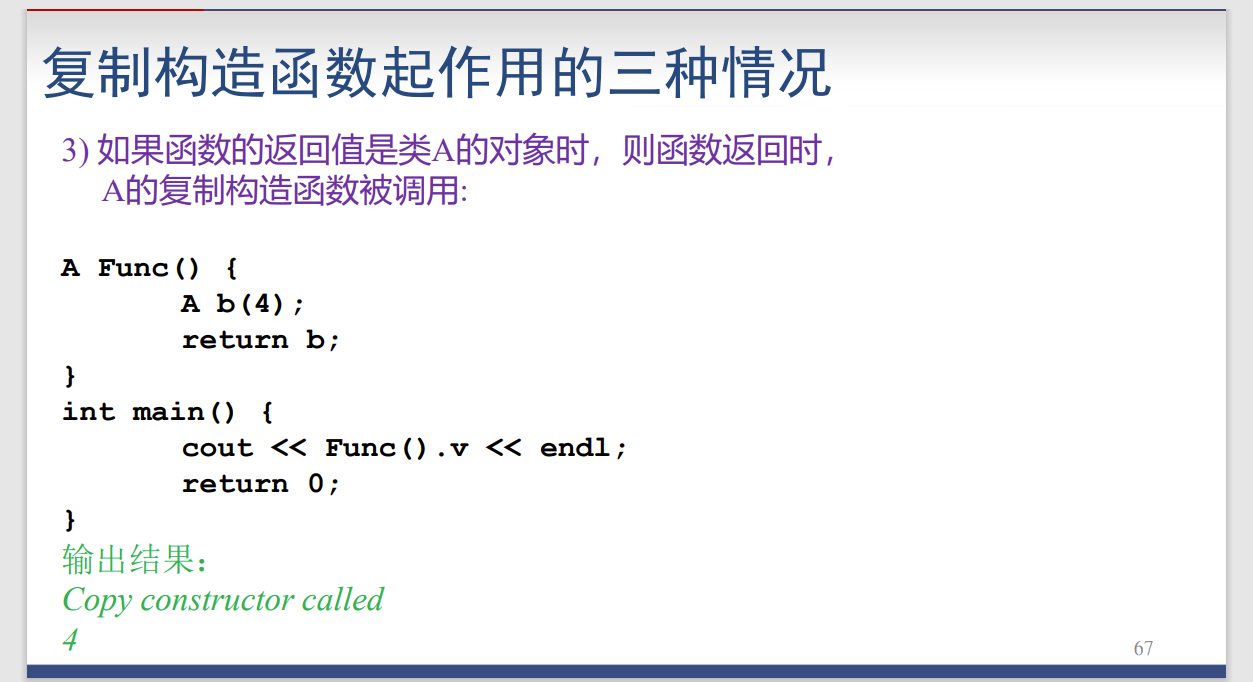 复制构造函数起作用的三种情况
3) 如果函数的返回值是类A的对象时，则函数返回时，
A的复制构造函数被调用:
A Func() {
A b(4);
return b;
}
int main() {
cout << Func().v << endl;
return 0;
}
输出结果：
Copy constructor called
4
67